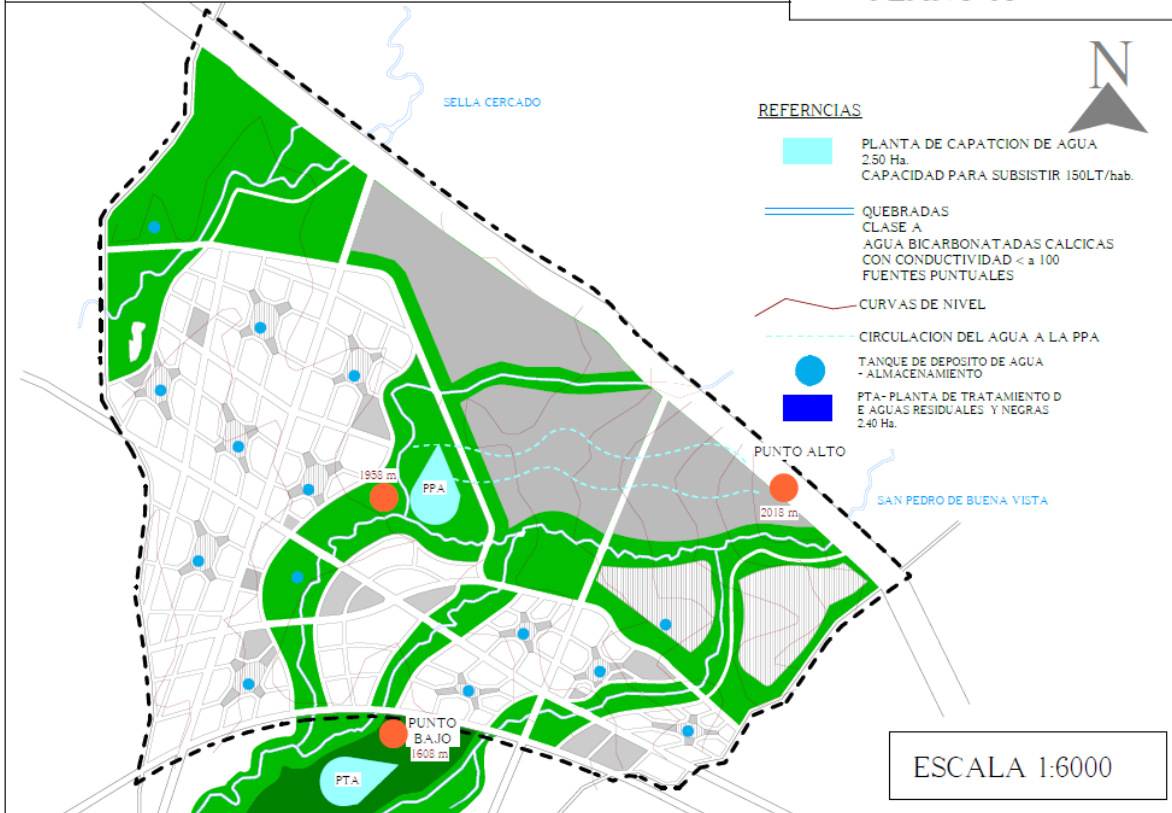 N
SELLA CERCADO
REFERNCIAS
PLANTA DE CAPATCION DE AGUA
2.50 Ha.
CAPACIDAD PARA SUBSISTIR 150LT/hab.
QUEBRADAS
CLASE A
AGUA BICARBONATADAS CALCICAS
CON CONDUCTIVIDAD < a 100
FUENTES PUNTUALES
CURVAS DE NIVEL
CIRCULACION DEL AGUA A LA PPA
TANQUE DE DEPOSITO DE AGUA
- ALMACENAMIENTO
PTA- PLANTA DE TRATAMIENTO D
E AGUAS RESIDUALES Y NEGRAS
2.40 Ha.
PUNTO ALTO
2018 m
SAN PEDRO DE BUENA VISTA
1958 m
PPA
PUNTO
BAJO
1608 m
PTA
ESCALA 1:6000